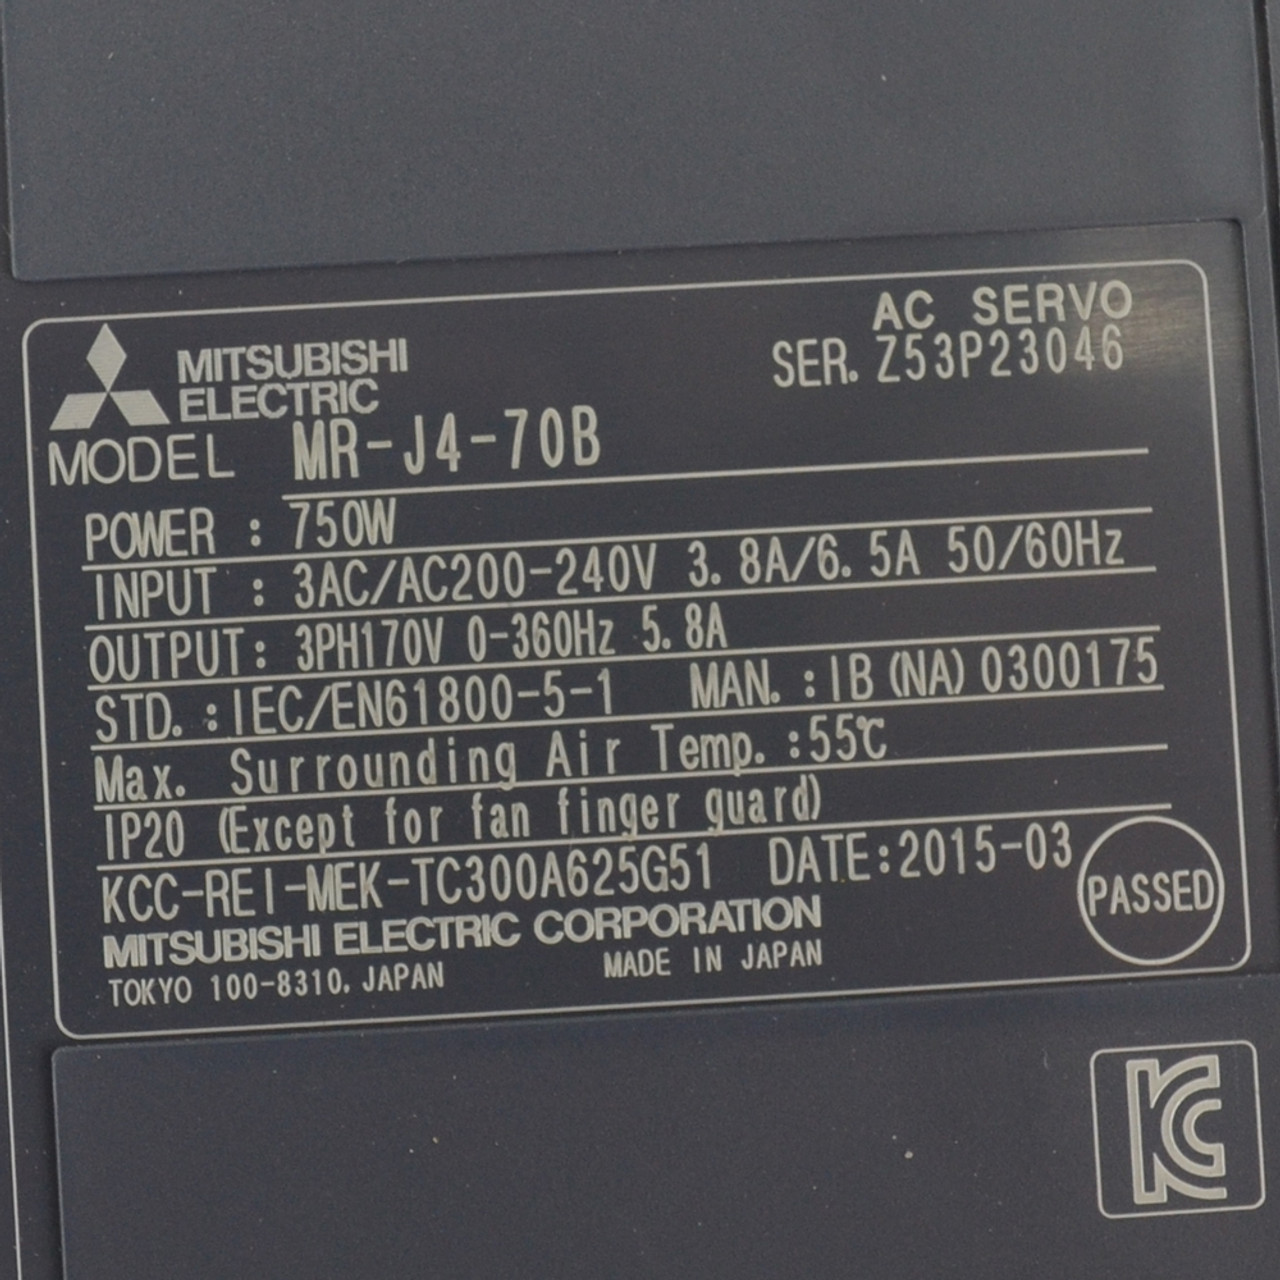 AC SERVO
MITSUBISHI
ELECTRIC
SER. Z53P23046
MODEL MR-J4-70B
POWER : 750W
INPUT : 3AC/AC200-240V 3.8A/6.5A 50/60Hz
OUTPUT: 3PH170V 0-360Hz 5.8A
STD. : IEC/EN61800-5-1 MAN. : IB (NA) 0300175
Max. Surrounding Air Temp. :55℃
IP20 (Except for fan finger guard)
KCC-REI-MEK-TC300A625G51 DATE:2015-03
PASSED
MITSUBISHI ELECTRIC CORPORATION
TOKYO 100-8310, JAPAN MADE IN JAPAN
KC